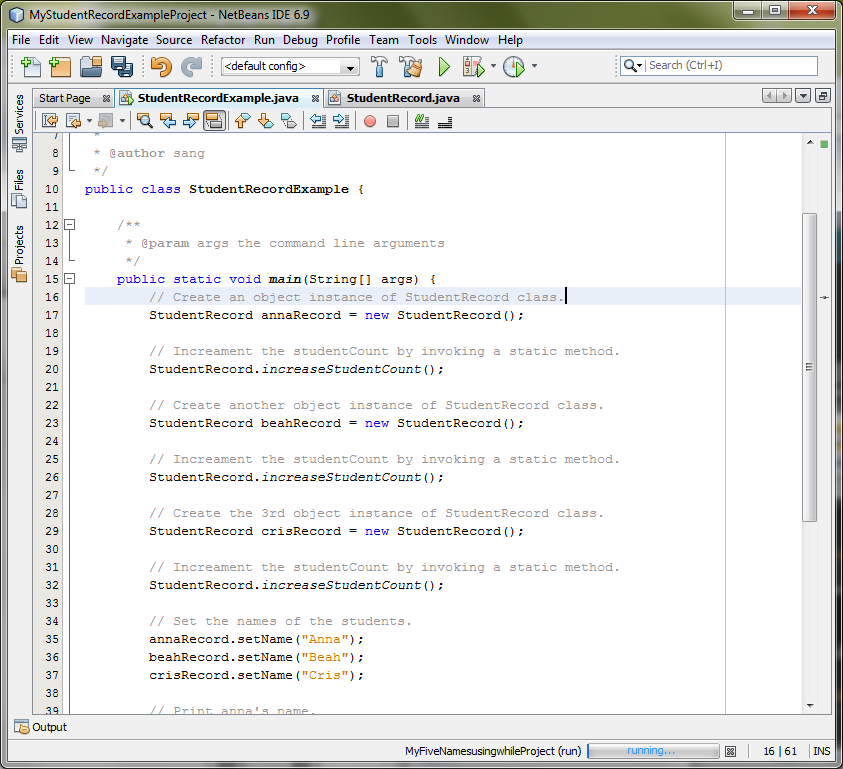 MyStudentRecordExampleProject - NetBeans IDE 6.9
File Edit View Navigate Source Refactor Run Debug Profile Team Tools Window Help
<default config>
Search (Ctrl+I)
Start Page StudentRecordExample.java StudentRecord.java
Services
Files
Projects
7 *
8 * @author sang
9 */
10 public class StudentRecordExample {
11
12 /**
13 * @param args the command line arguments
14 */
15 public static void main(String[] args) {
16 // Create an object instance of StudentRecord class.
17 StudentRecord annaRecord = new StudentRecord();
18
19 // Increament the studentCount by invoking a static method.
20 StudentRecord.increaseStudentCount();
21
22 // Create another object instance of StudentRecord class.
23 StudentRecord beahRecord = new StudentRecord();
24
25 // Increament the studentCount by invoking a static method.
26 StudentRecord.increaseStudentCount();
27
28 // Create the 3rd object instance of StudentRecord class.
29 StudentRecord crisRecord = new StudentRecord();
30
31 // Increament the studentCount by invoking a static method.
32 StudentRecord.increaseStudentCount();
33
34 // Set the names of the students.
35 annaRecord.setName("Anna");
36 beahRecord.setName("Beah");
37 crisRecord.setName("Cris");
38
39 // Print anna's name.
Output
MyFiveNamesusingwhileProject (run) running... 16 | 61 INS